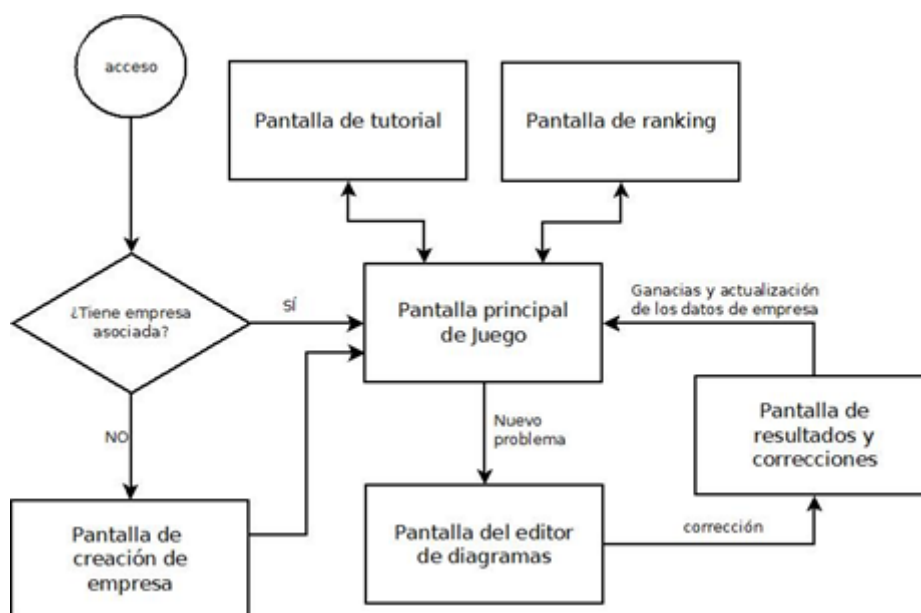 acceso
Pantalla de tutorial
Pantalla de ranking
¿Tiene empresa
asociada?
SÍ
Pantalla principal
de Juego
Ganacias y actualización
de los datos de empresa
NO
Nuevo
problema
Pantalla de
resultados y
correcciones
Pantalla de
creación de
empresa
Pantalla del editor
de diagramas
corrección